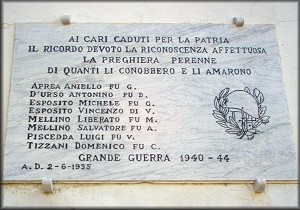 AI CARI CADUTI PER LA PATRIA
IL RICORDO DEVOTO LA RICONOSCENZA AFFETTUOSA
LA PREGHIERA PERENNE
DI QUANTI LI CONOBBERO E LI AMARONO
APREA ANIELLO FU G.
D'URSO ANTONINO FU D.
ESPOSITO MICHELE FU G.
ESPOSITO VINCENZO DI V.
MELLINO LIBERATO FU M.
MELLINO SALVATORE FU A.
PISCEDDA LUIGI FU V.
TIZZANI DOMENICO FU C.
GRANDE GUERRA 1940-44
A. D. 2-6-1935